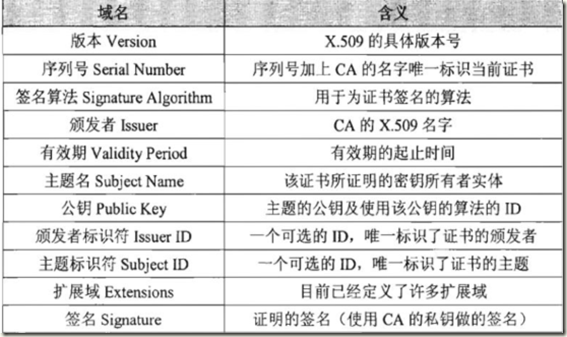 域名 含义
版本 Version X.509 的具体版本号
序列号 Serial Number 序列号加上 CA 的名字唯一标识当前证书
签名算法 Signature Algorithm 用于为证书签名的算法
颁发者 Issuer CA 的 X.509 名字
有效期 Validity Period 有效期的起止时间
主题名 Subject Name 该证书所证明的密钥所有者实体
公钥 Public Key 主题的公钥及使用该公钥的算法的 ID
颁发者标识符 Issuer ID 一个可选的 ID，唯一标识了证书的颁发者
主题标识符 Subject ID 一个可选的 ID，唯一标识了证书的主题
扩展域 Extensions 目前已经定义了许多扩展域
签名 Signature 证明的签名（使用 CA 的私钥做的签名）